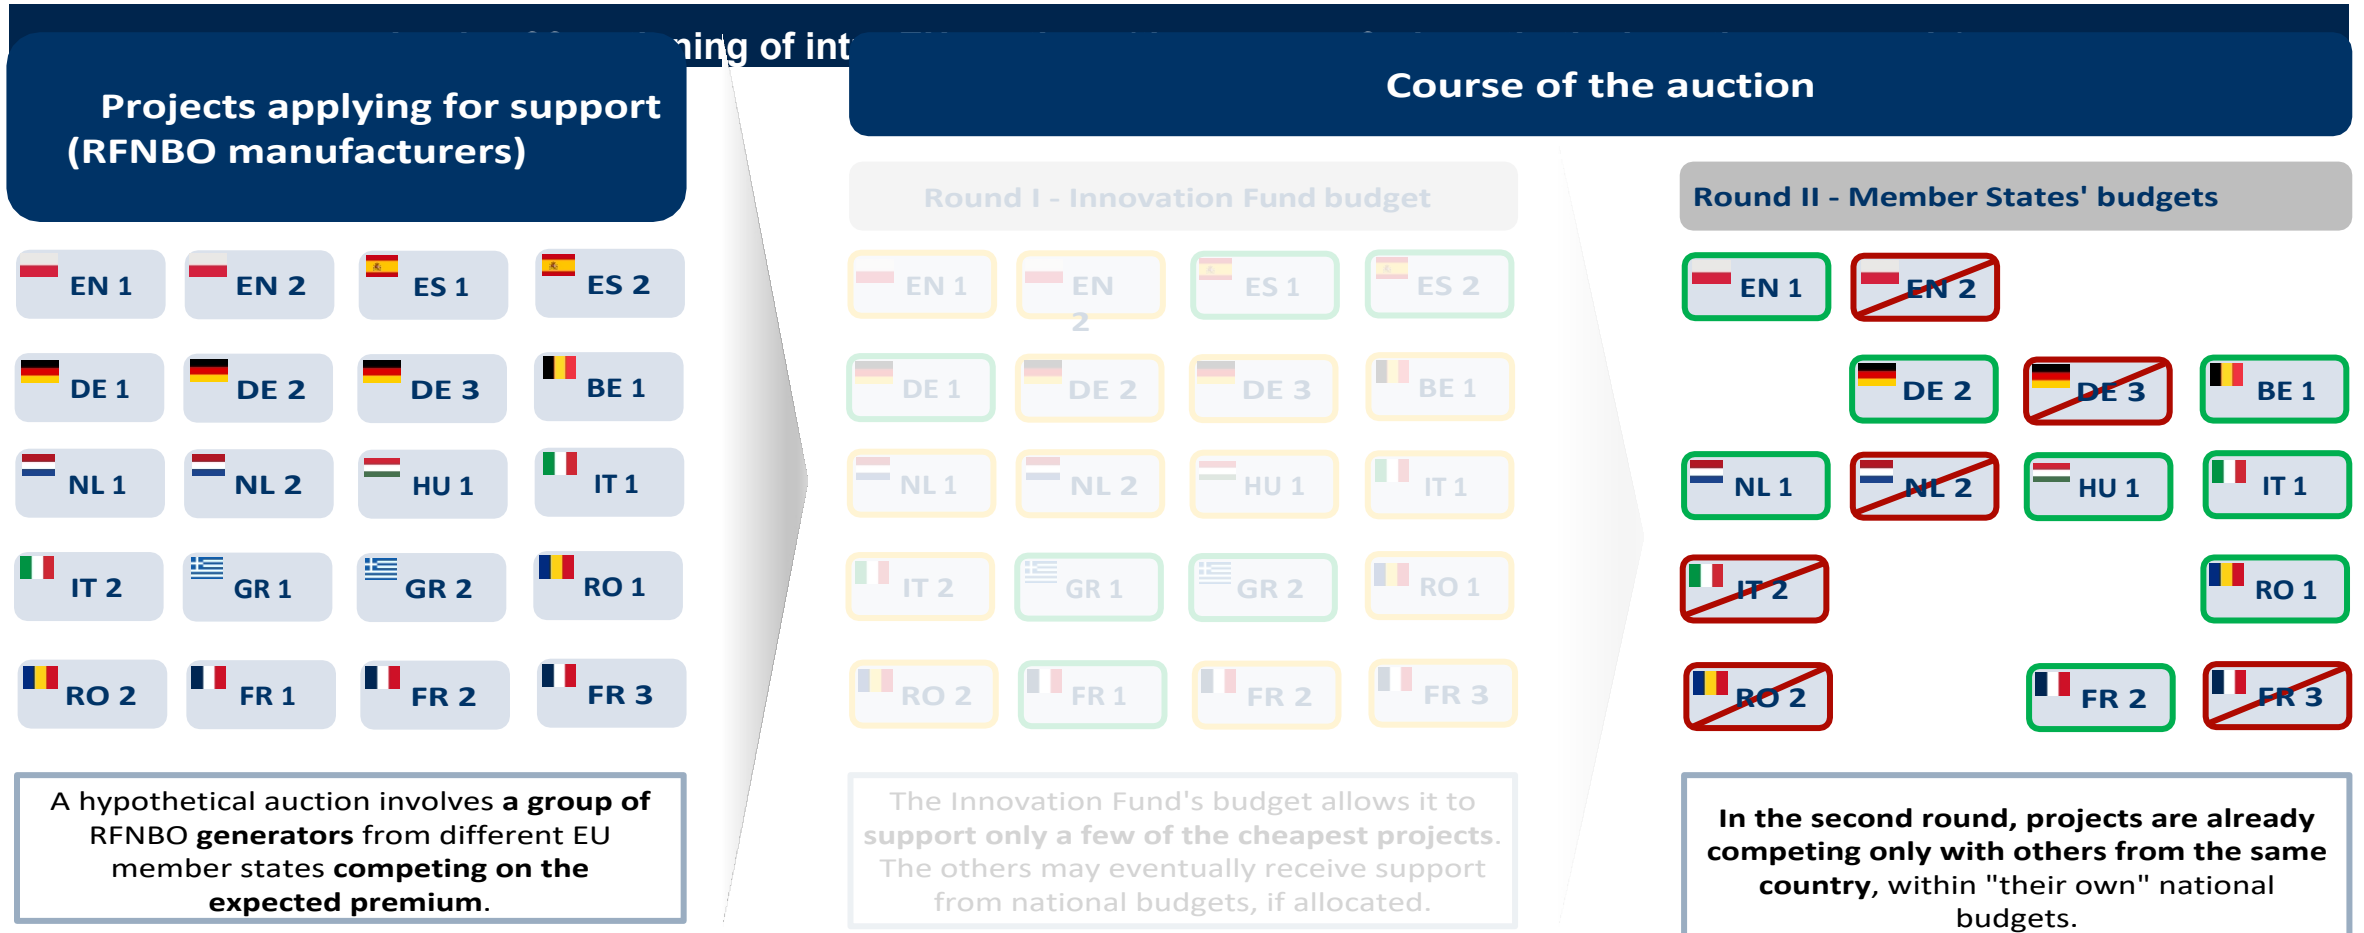 ning of int
Projects applying for support
(RFNBO manufacturers)
Course of the auction
Round I - Innovation Fund budget
Round II - Member States' budgets
EN 1
EN 2
ES 1
ES 2
DE 1
DE 2
DE 3
BE 1
NL 1
NL 2
HU 1
IT 1
IT 2
GR 1
GR 2
RO 1
RO 2
FR 1
FR 2
FR 3
A hypothetical auction involves a group of
RFNBO generators from different EU
member states competing on the
expected premium.
EN 1
EN
2
ES 1
ES 2
DE 1
DE 2
DE 3
BE 1
NL 1
NL 2
HU 1
IT 1
IT 2
GR 1
GR 2
RO 1
RO 2
FR 1
FR 2
FR 3
The Innovation Fund's budget allows it to
support only a few of the cheapest projects.
The others may eventually receive support
from national budgets, if allocated.
EN 1
EN 2
DE 2
DE 3
BE 1
NL 1
NL 2
HU 1
IT 1
IT 2
RO 1
RO 2
FR 2
FR 3
In the second round, projects are already
competing only with others from the same
country, within "their own" national
budgets.